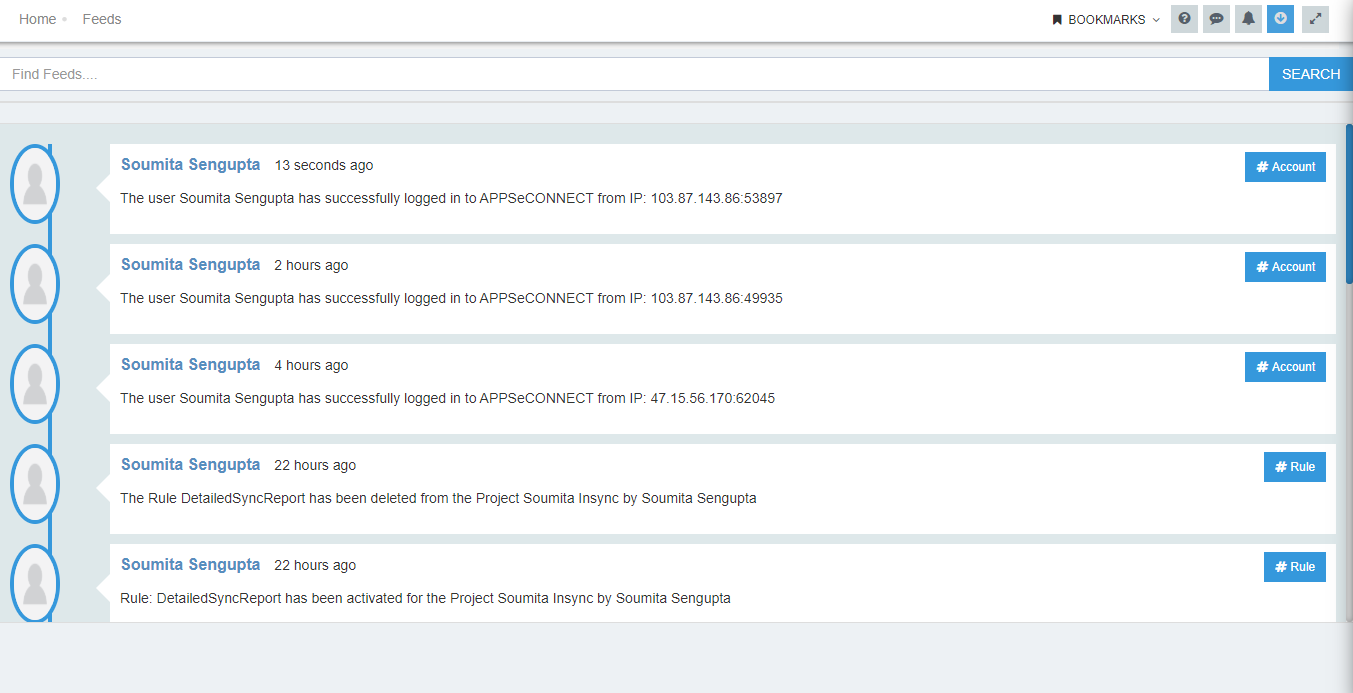 Home Feeds BOOKMARKS
Find Feeds.... SEARCH
Soumita Sengupta 13 seconds ago # Account
The user Soumita Sengupta has successfully logged in to APPSeCONNECT from IP: 103.87.143.86:53897
Soumita Sengupta 2 hours ago # Account
The user Soumita Sengupta has successfully logged in to APPSeCONNECT from IP: 103.87.143.86:49935
Soumita Sengupta 4 hours ago # Account
The user Soumita Sengupta has successfully logged in to APPSeCONNECT from IP: 47.15.56.170:62045
Soumita Sengupta 22 hours ago # Rule
The Rule DetailedSyncReport has been deleted from the Project Soumita Insync by Soumita Sengupta
Soumita Sengupta 22 hours ago # Rule
Rule: DetailedSyncReport has been activated for the Project Soumita Insync by Soumita Sengupta